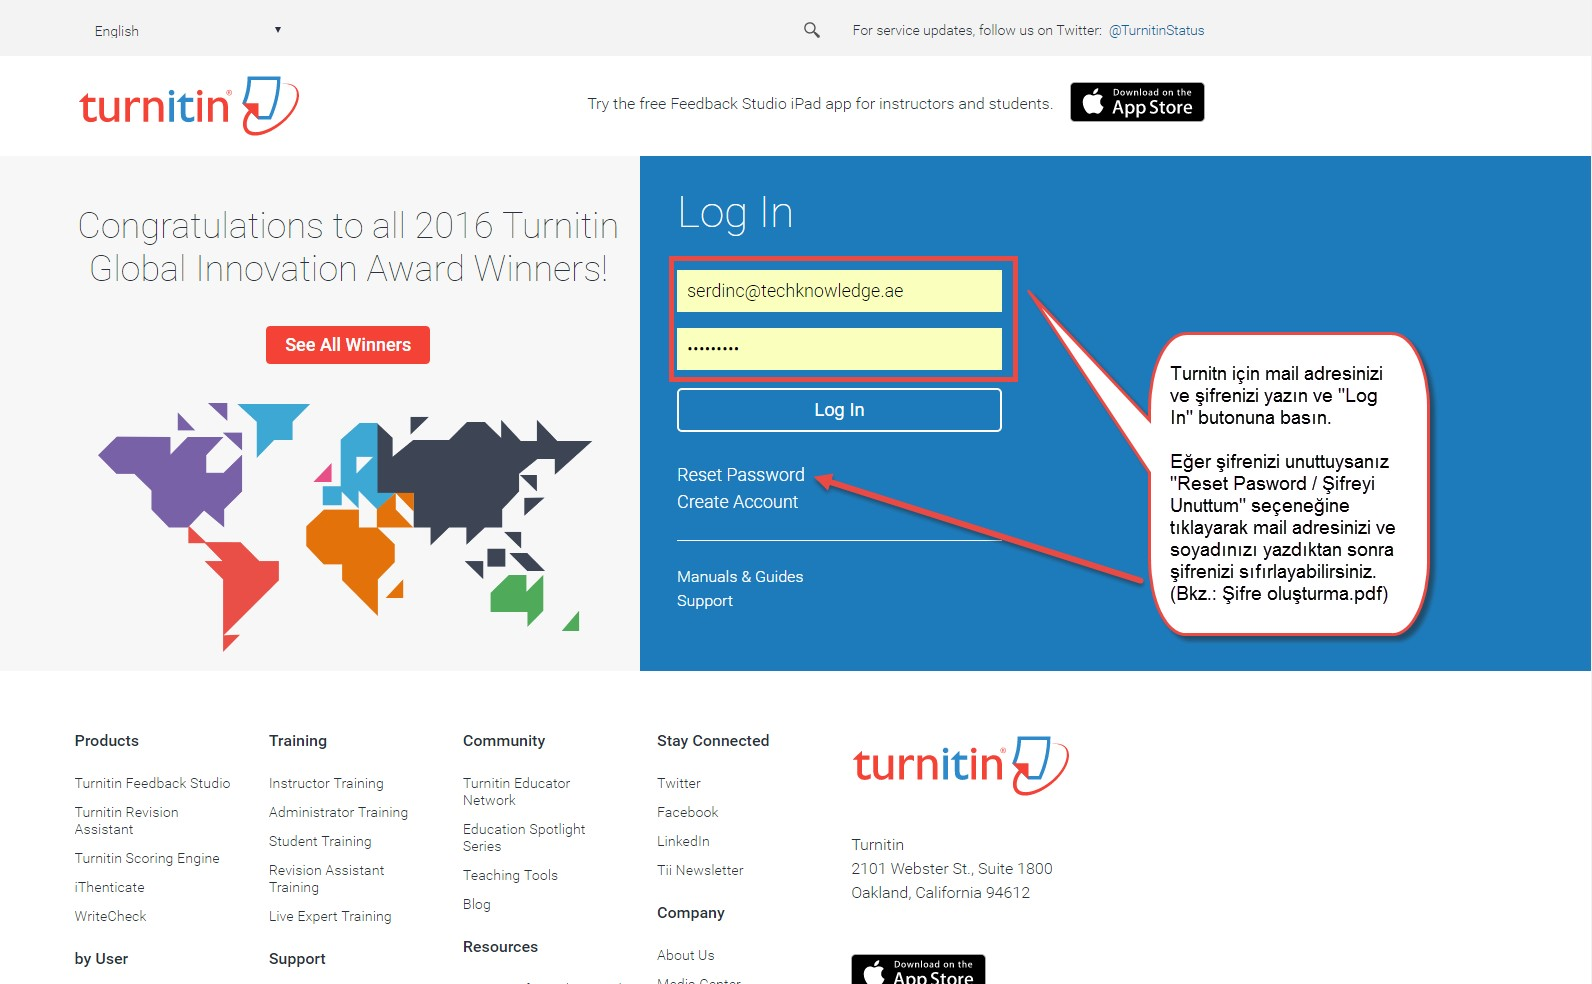 English
For service updates, follow us on Twitter: @TurnitinStatus
turnitin®
Try the free Feedback Studio iPad app for instructors and students.
Download on the
App Store
Congratulations to all 2016 Turnitin
Global Innovation Award Winners!
See All Winners
Log In
serdinc@techknowledge.ae
•••••••••
Log In
Reset Password
Create Account
Manuals & Guides
Support
Turnitn için mail adresinizi
ve şifrenizi yazın ve "Log
In" butonuna basın.
Eğer şifrenizi unuttuysanız
"Reset Pasword / Şifreyi
Unuttum" seçeneğine
tıklayarak mail adresinizi ve
soyadınızı yazdıktan sonra
şifrenizi sıfırlayabilirsiniz.
(Bkz.: Şifre oluşturma.pdf)
Products
Turnitin Feedback Studio
Turnitin Revision
Assistant
Turnitin Scoring Engine
iThenticate
WriteCheck
by User
Training
Instructor Training
Administrator Training
Student Training
Revision Assistant
Training
Live Expert Training
Support
Community
Turnitin Educator
Network
Education Spotlight
Series
Teaching Tools
Blog
Resources
Stay Connected
Twitter
Facebook
LinkedIn
Tii Newsletter
Company
About Us
Media Center
turnitin®
Turnitin
2101 Webster St., Suite 1800
Oakland, California 94612
Download on the
App Store